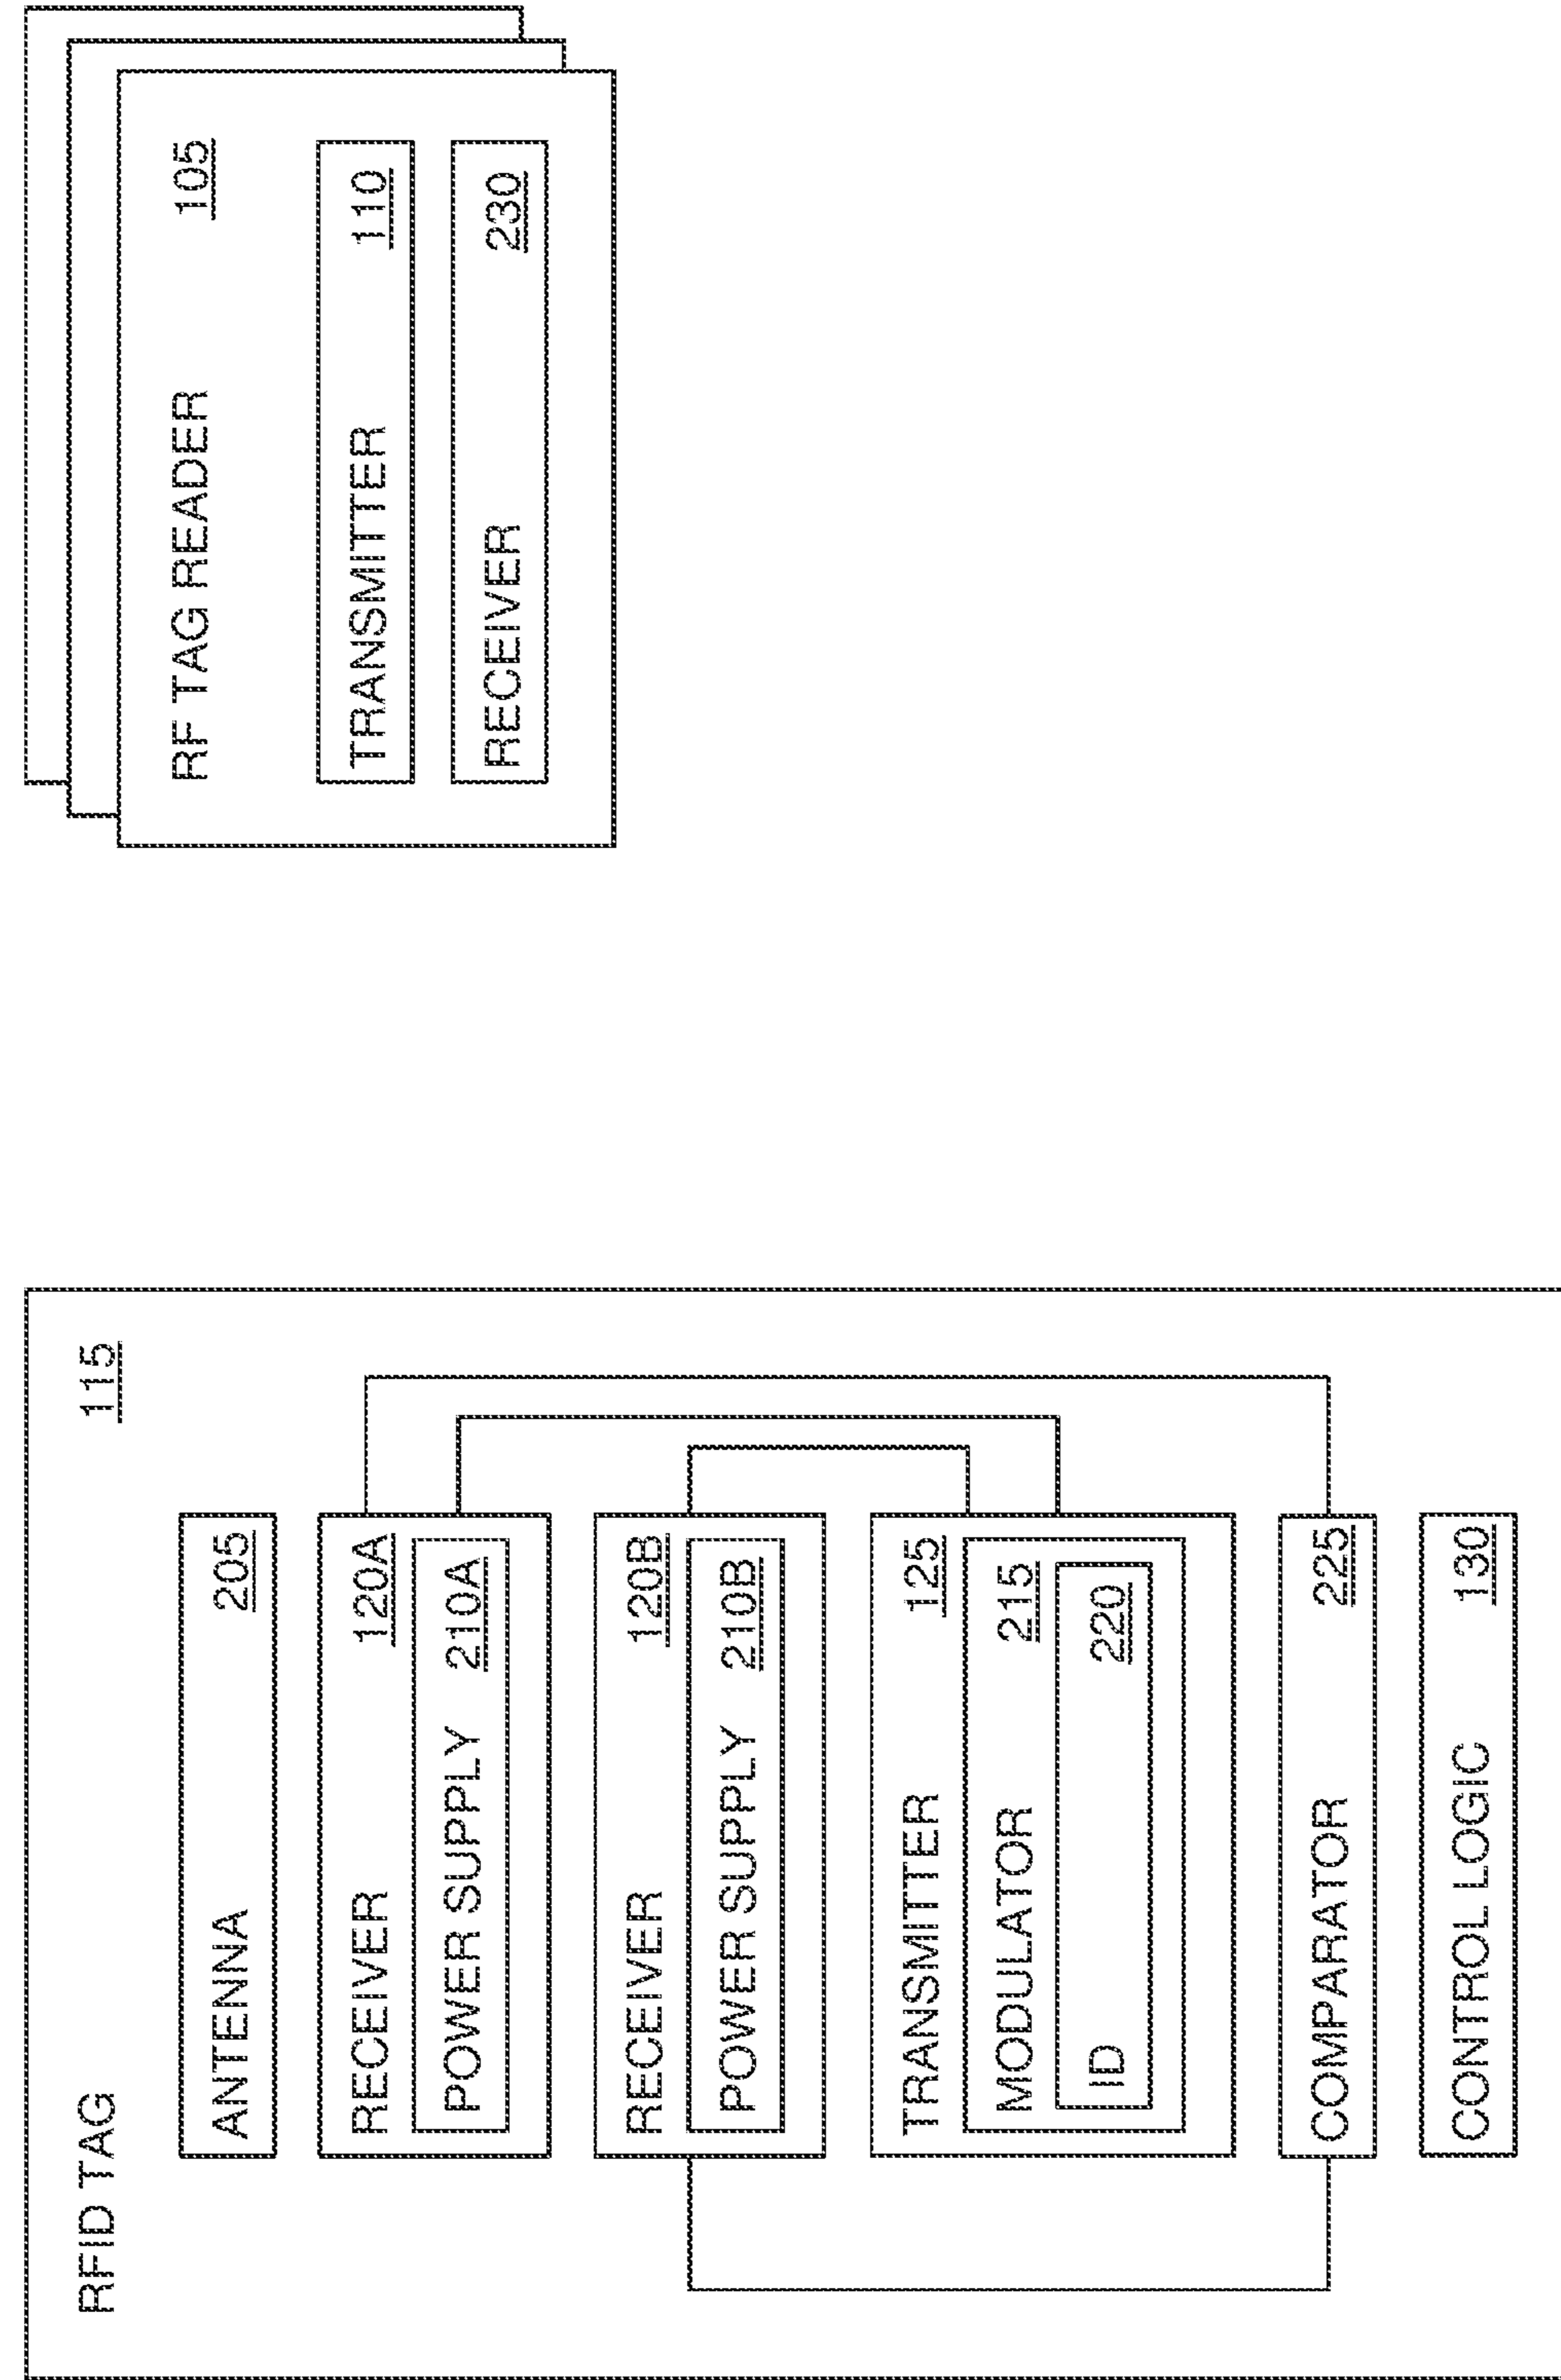 RFID TAG 115
ANTENNA 205
RECEIVER 120A
POWER SUPPLY 210A
RECEIVER 120B
POWER SUPPLY 210B
TRANSMITTER 125
MODULATOR 215
ID 220
COMPARATOR 225
CONTROL LOGIC 130
RF TAG READER 105
TRANSMITTER 110
RECEIVER 230